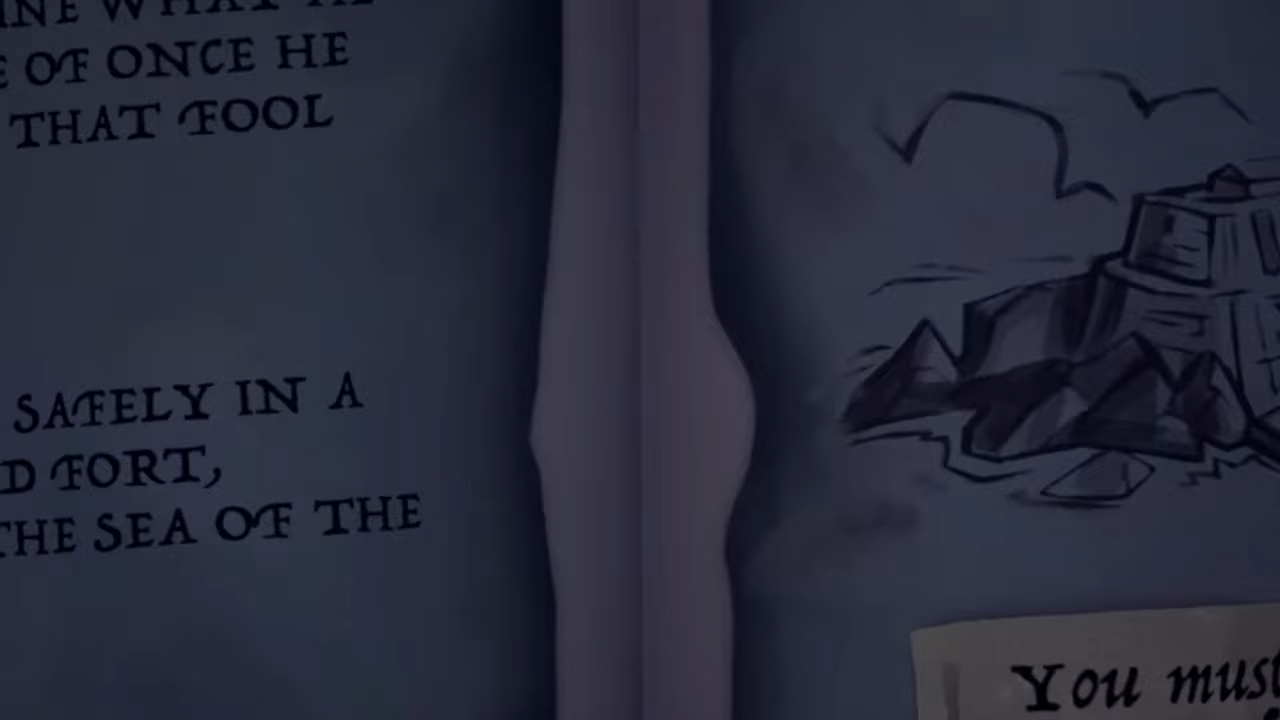 OF ONCE HE
THAT FOOL
SAFELY IN A
FORT,
THE SEA OF THE
You must